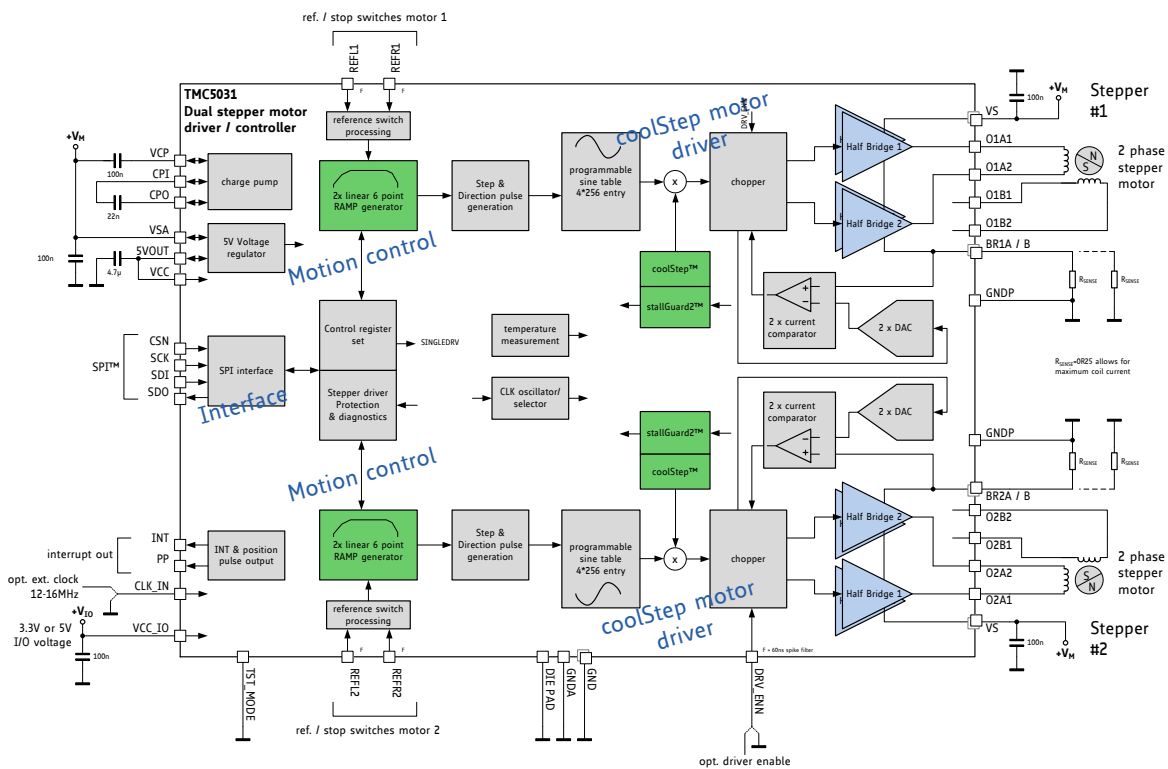 ref. / stop switches motor 1
REFL1
REFR1
F
F
TMC5031
Dual stepper motor
driver / controller
reference switch
processing
+VM
VCP
100n
CPI
CPO
22n
charge pump
VSA
5VOUT
4.7µ
VCC
100n
5V Voltage
regulator
2x linear 6 point
RAMP generator
Motion control
Step &
Direction pulse
generation
programmable
sine table
4*256 entry
x
coolStep motor
driver
DRV_ENN
chopper
Half Bridge 1
Half Bridge 2
VS
100n
+VM
Stepper
#1
O1A1
O1A2
O1B1
O1B2
N
S
2 phase
stepper
motor
BR1A / B
RSENSE
RSENSE
GNDP
coolStep™
stallGuard2™
+
-
2 x current
comparator
2 x DAC
RSENSE=0R25 allows for
maximum coil current
SPI™
CSN
SCK
SDI
SDO
SPI interface
Interface
Control register
set
SINGLEDRV
Stepper driver
Protection
& diagnostics
temperature
measurement
CLK oscillator/
selector
stallGuard2™
coolStep™
2 x current
comparator
+
-
2 x DAC
GNDP
RSENSE
RSENSE
BR2A / B
Motion control
interrupt out
INT
PP
INT & position
pulse output
opt. ext. clock
12-16MHz
CLK_IN
+VIO
3.3V or 5V
I/O voltage
VCC_IO
100n
2x linear 6 point
RAMP generator
reference switch
processing
Step &
Direction pulse
generation
programmable
sine table
4*256 entry
x
coolStep motor
driver
chopper
Half Bridge 2
Half Bridge 1
O2B2
O2B1
O2A2
O2A1
VS
100n
+VM
S
N
2 phase
stepper
motor
Stepper
#2
F = 60ns spike filter
F
F
TST_MODE
REFL2
REFR2
ref. / stop switches motor 2
DIE PAD
GNDA
GND
DRV_ENN
opt. driver enable